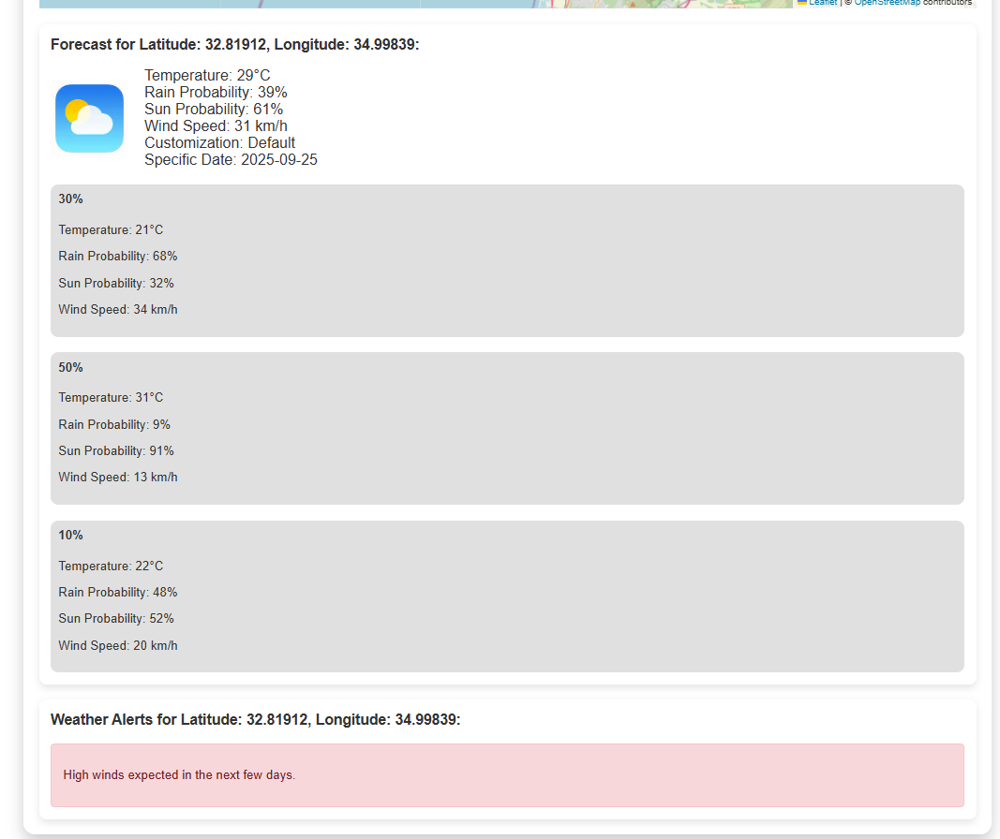 Leaflet | © OpenStreetMap contributors
Forecast for Latitude: 32.81912, Longitude: 34.99839:
Temperature: 29°C
Rain Probability: 39%
Sun Probability: 61%
Wind Speed: 31 km/h
Customization: Default
Specific Date: 2025-09-25
30%
Temperature: 21°C
Rain Probability: 68%
Sun Probability: 32%
Wind Speed: 34 km/h
50%
Temperature: 31°C
Rain Probability: 9%
Sun Probability: 91%
Wind Speed: 13 km/h
10%
Temperature: 22°C
Rain Probability: 48%
Sun Probability: 52%
Wind Speed: 20 km/h
Weather Alerts for Latitude: 32.81912, Longitude: 34.99839:
High winds expected in the next few days.